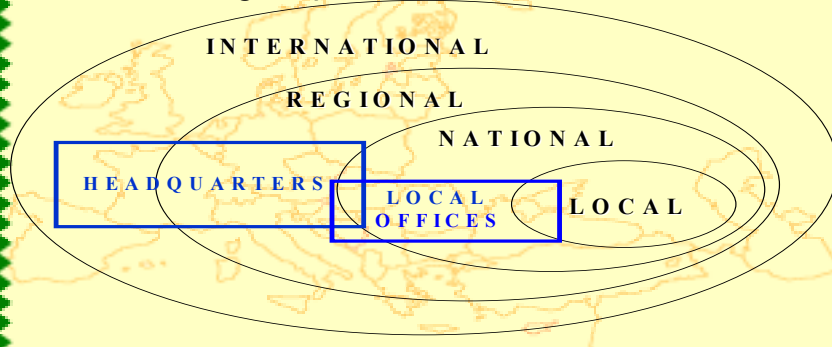 INTERNATIONAL
REGIONAL
NATIONAL
HEADQUARTERS
LOCAL
OFFICES
LOCAL